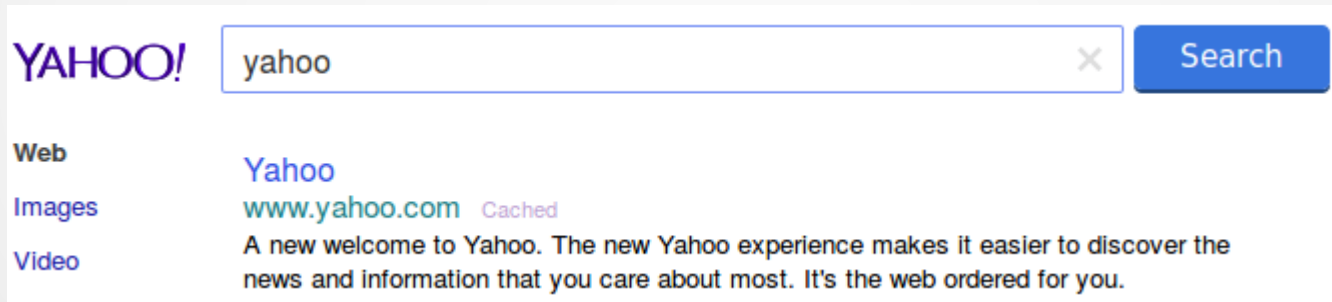 YAHOO!
yahoo
Search
Web
Images
Video
Yahoo
www.yahoo.com Cached
A new welcome to Yahoo. The new Yahoo experience makes it easier to discover the
news and information that you care about most. It's the web ordered for you.